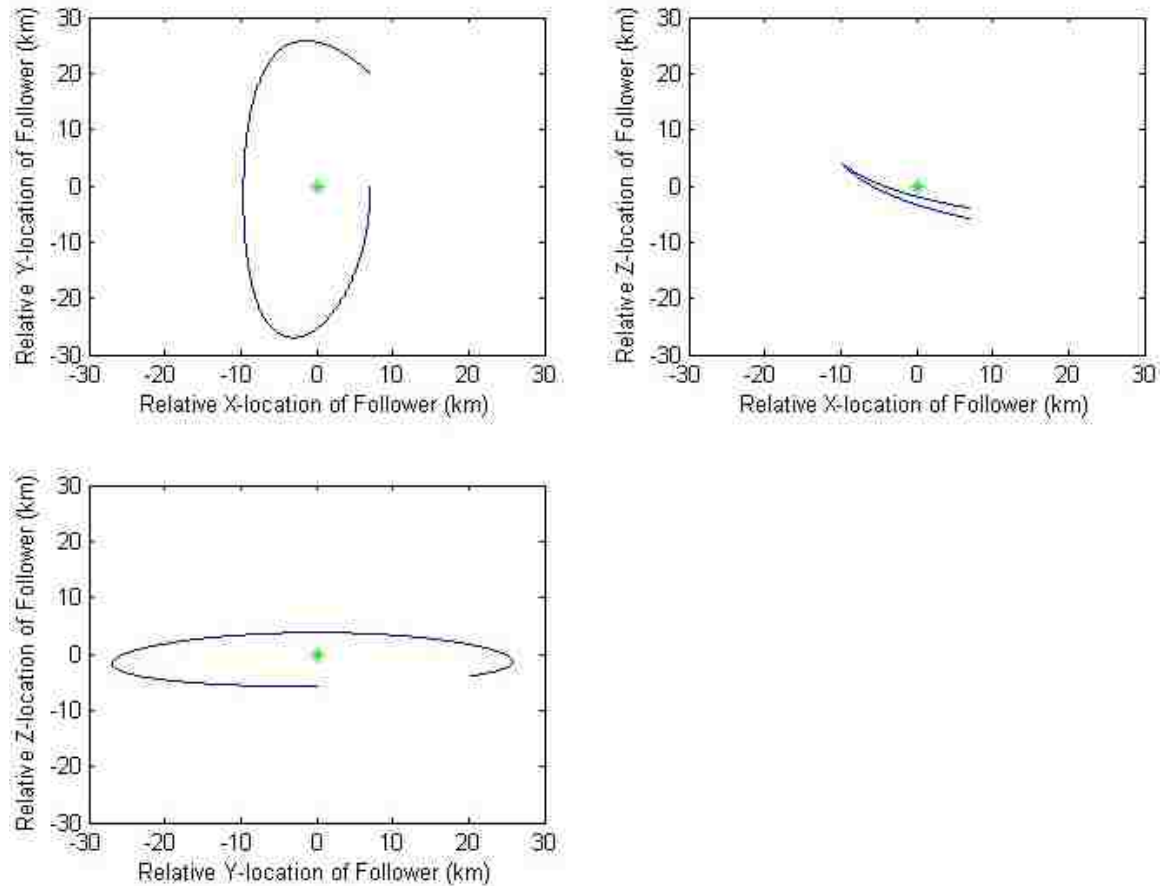 30
20
10
0
-10
-20
-30
-30 -20 -10 0 10 20 30
Relative Y-location of Follower (km)
Relative X-location of Follower (km)
30
20
10
0
-10
-20
-30
-30 -20 -10 0 10 20 30
Relative Z-location of Follower (km)
Relative X-location of Follower (km)
30
20
10
0
-10
-20
-30
-30 -20 -10 0 10 20 30
Relative Z-location of Follower (km)
Relative Y-location of Follower (km)